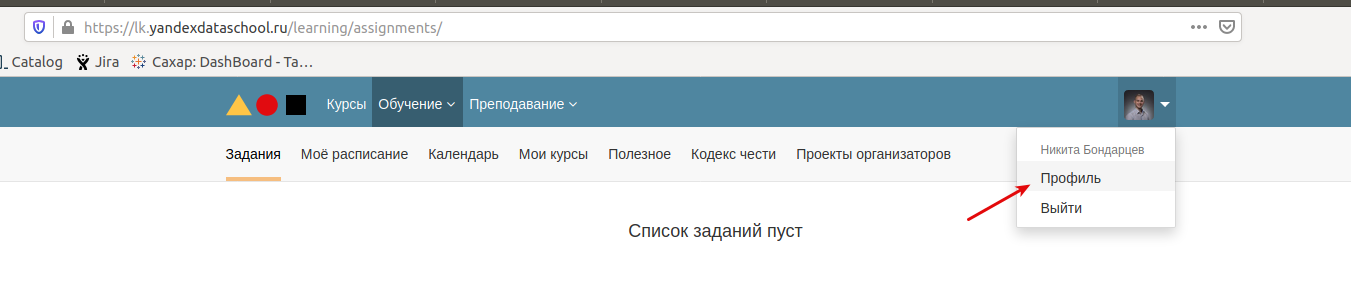 https://lk.yandexdataschool.ru/learning/assignments/
Catalog Jira Сахар: DashBoard - Ta…
Курсы Обучение Преподавание
Задания Моё расписание Календарь Мои курсы Полезное Кодекс чести Проекты организаторов
Никита Бондарцев
Профиль
Выйти
Список заданий пуст